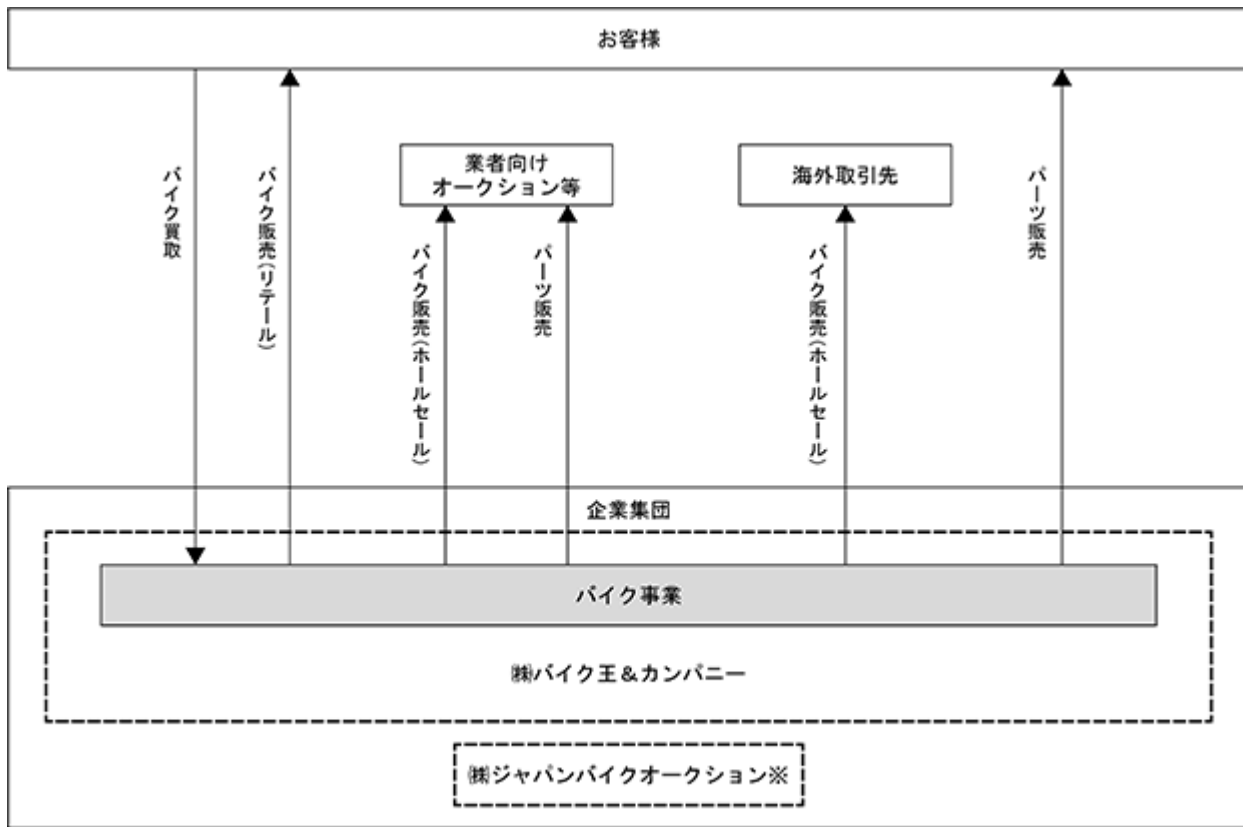 お客様
バイク買取
バイク販売(リテール)
業者向け
オークション等
バイク販売(ホールセール)
パーツ販売
海外取引先
バイク販売(ホールセール)
パーツ販売
企業集団
バイク事業
㈱バイク王＆カンパニー
㈱ジャパンバイクオークション※